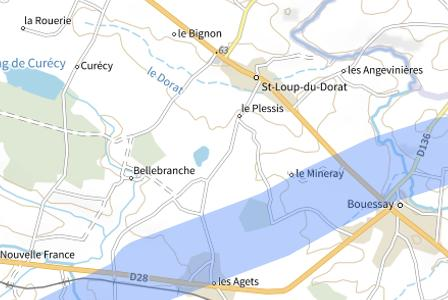 la Rouerie
le Bignon
63
ng de Curécy
Curécy
le Dorat
les Angevinières
St-Loup-du-Dorat
le Plessis
D136
Bellebranche
le Mineray
Bouessay
Nouvelle France
D28
les Agets